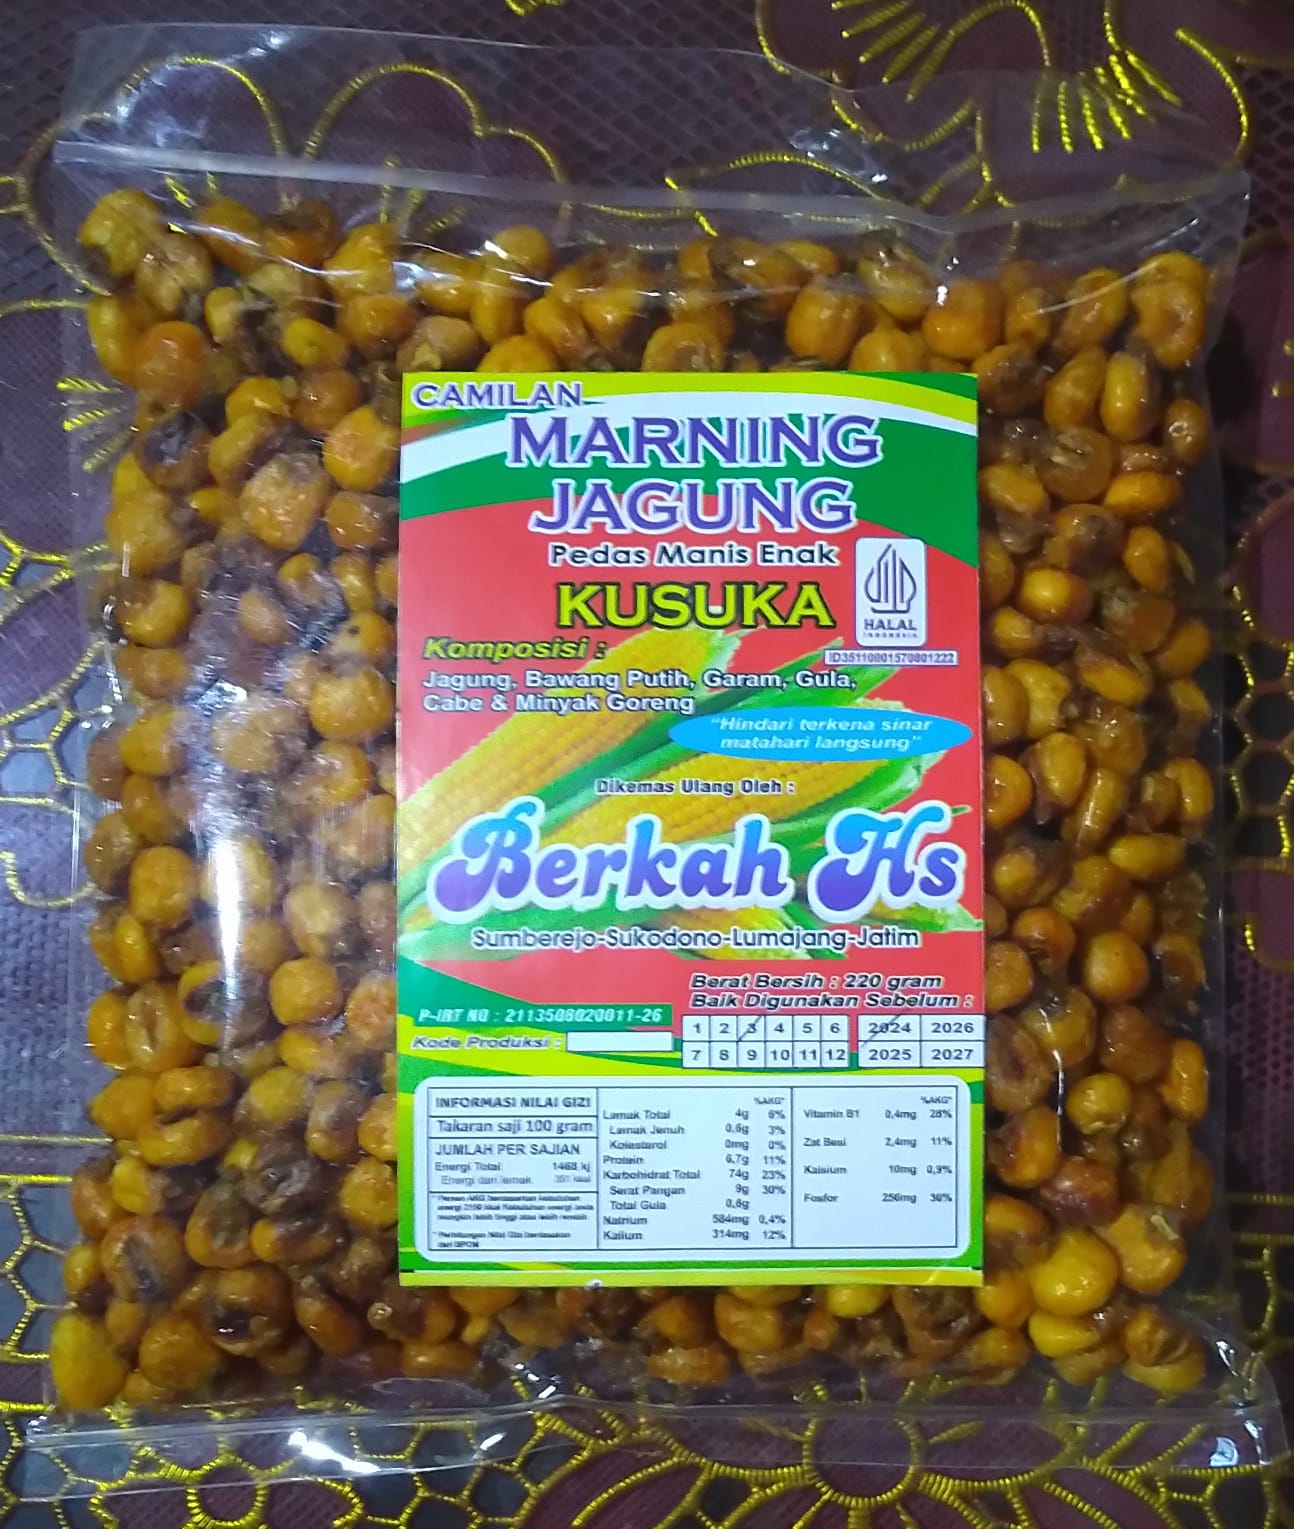 CAMILAN
MARNING
JAGUNG
Pedas Manis Enak
KUSUKA
HALAL
INDONESIA
ID35110001570801222
Komposisi :
Jagung, Bawang Putih, Garam, Gula,
Cabe & Minyak Goreng
"Hindari terkena sinar
matahari langsung"
Dikemas Ulang Oleh :
Berkah Hs
Sumberejo-Sukodono-Lumajang-Jatim
Berat Bersih : 220 gram
Baik Digunakan Sebelum :
P-IRT NO : 2113508020011-26
Kode Produksi :
1 2 3 4 5 6 2024 2026
7 8 9 10 11 12 2025 2027
INFORMASI NILAI GIZI
Takaran saji 100 gram
JUMLAH PER SAJIAN
Energi Total 1468 kj
Energi dari lemak
%AKG*
Lemak Total 4g 6%
Lemak Jenuh 0,6g 3%
Kolesterol 0mg 0%
Protein 6,7g 11%
Karbohidrat Total 74g 23%
Serat Pangan 9g 30%
Total Gula 0,6g
Natrium 584mg 0,4%
Kalium 314mg 12%
%AKG*
Vitamin B1 0,4mg 28%
Zat Besi 2,4mg 11%
Kalsium 10mg 0,9%
Fosfor 256mg 36%